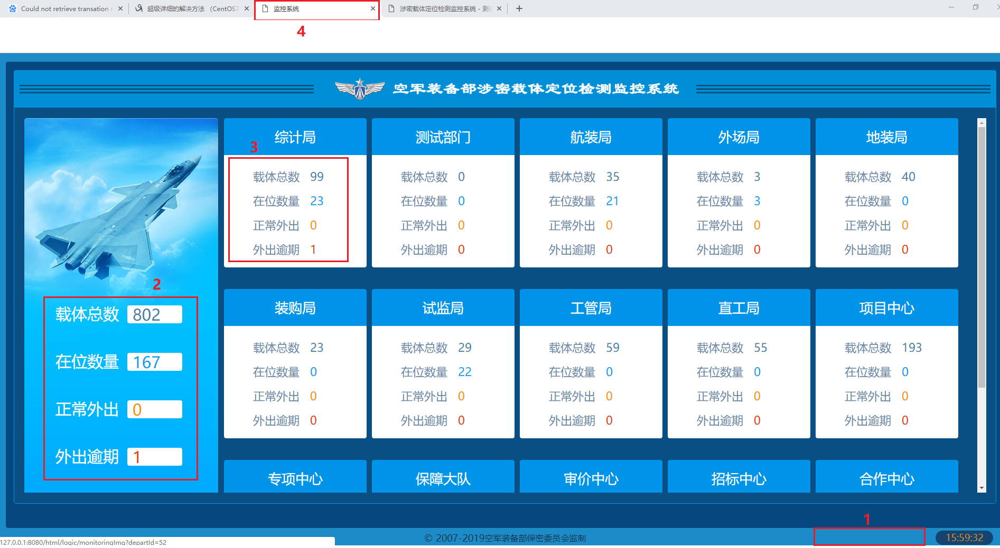 Could not retrieve transation
超级详细的解决方法 （CentOS7
监控系统
涉密载体定位检测监控系统 - 测试
4
空军装备部涉密载体定位检测监控系统
综计局
3
载体总数 99
在位数量 23
正常外出 0
外出逾期 1
测试部门
载体总数 0
在位数量 0
正常外出 0
外出逾期 0
航装局
载体总数 35
在位数量 21
正常外出 0
外出逾期 0
外场局
载体总数 3
在位数量 3
正常外出 0
外出逾期 0
地装局
载体总数 40
在位数量 0
正常外出 0
外出逾期 0
2
载体总数 802
在位数量 167
正常外出 0
外出逾期 1
装购局
载体总数 23
在位数量 0
正常外出 0
外出逾期 0
试监局
载体总数 29
在位数量 22
正常外出 0
外出逾期 0
工管局
载体总数 59
在位数量 0
正常外出 0
外出逾期 0
直工局
载体总数 55
在位数量 0
正常外出 0
外出逾期 0
项目中心
载体总数 193
在位数量 0
正常外出 0
外出逾期 0
专项中心
保障大队
审价中心
招标中心
合作中心
1
127.0.0.1:8080/html/logic/monitoringImg?departId=52
© 2007-2019空军装备部保密委员会监制
15:59:32